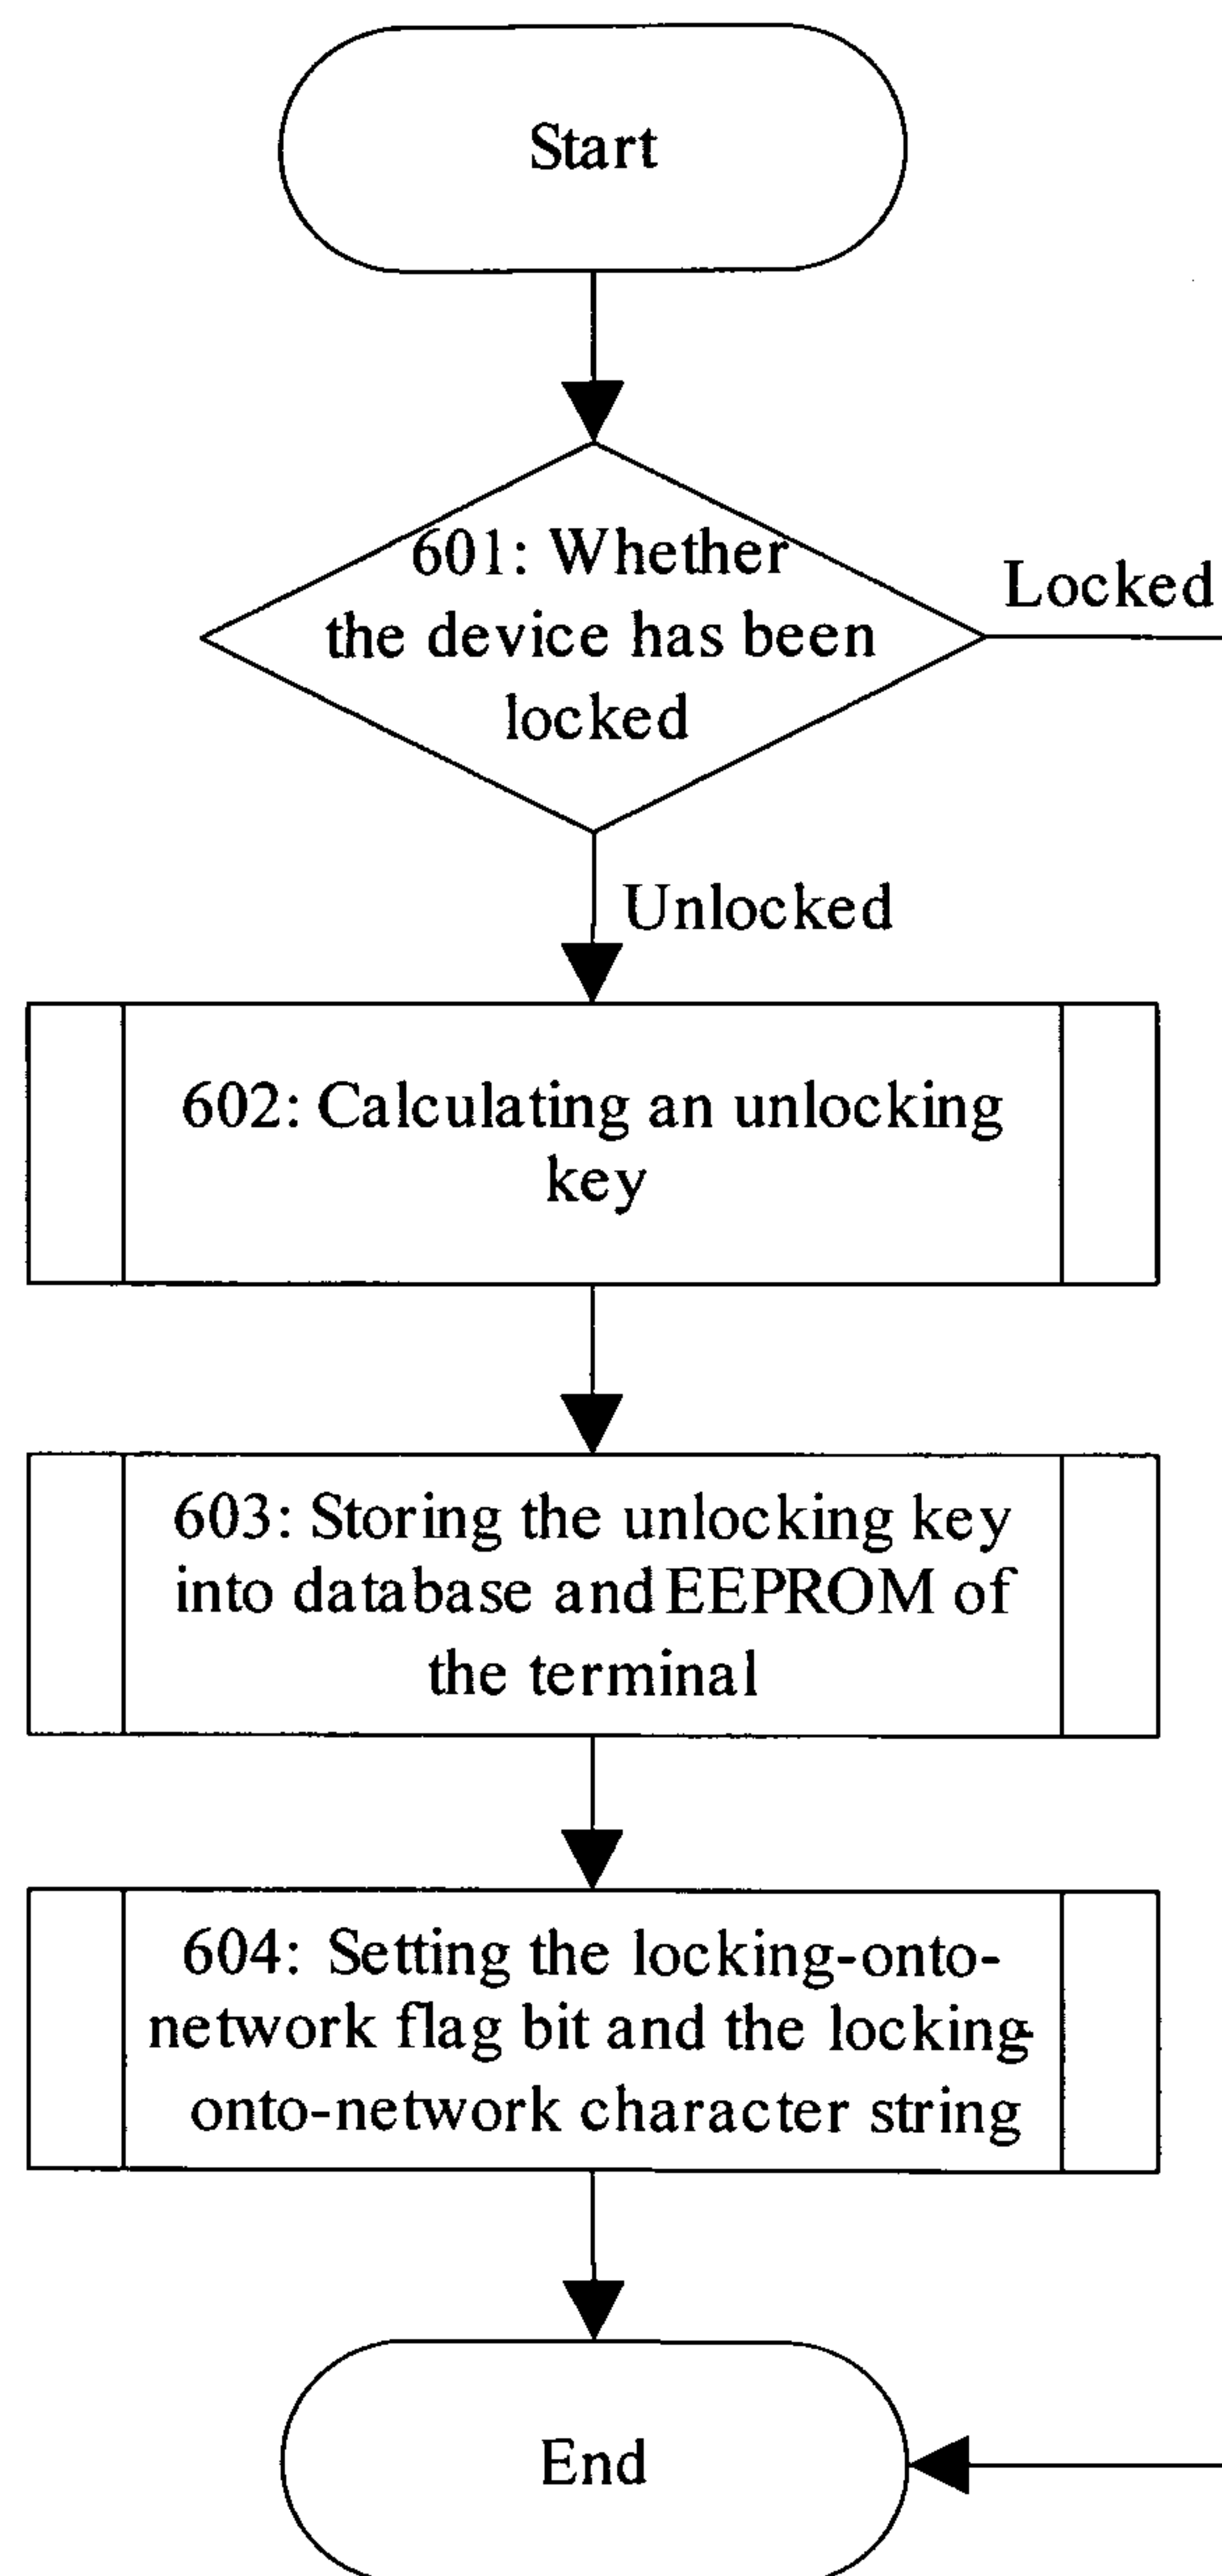 Start
601: Whether
the device has been
locked
Locked
Unlocked
602: Calculating an unlocking
key
603: Storing the unlocking key
into database and EEPROM of
the terminal
604: Setting the locking-onto-
network flag bit and the locking-
onto-network character string
End